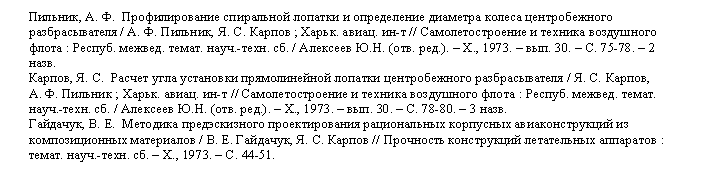 Пильник, А. Ф.  Профилирование спиральной лопатки и определение диаметра колеса центробежного
разбрасывателя / А. Ф. Пильник, Я. С. Карпов ; Харьк. авиац. ин-т // Самолетостроение и техника воздушного
флота : Респуб. межвед. темат. науч.-техн. сб. / Алексеев Ю.Н. (отв. ред.). – Х., 1973. – вып. 30. – С. 75-78. – 2
назв.
Карпов, Я. С.  Расчет угла установки прямолинейной лопатки центробежного разбрасывателя / Я. С. Карпов,
А. Ф. Пильник ; Харьк. авиац. ин-т // Самолетостроение и техника воздушного флота : Респуб. межвед. темат.
науч.-техн. сб. / Алексеев Ю.Н. (отв. ред.). – Х., 1973. – вып. 30. – С. 78-80. – 3 назв.
Гайдачук, В. Е.  Методика предэскизного проектирования рациональных корпусных авиаконструкций из
композиционных материалов / В. Е. Гайдачук, Я. С. Карпов // Прочность конструкций летательных аппаратов :
темат. науч.-техн. сб. – Х., 1973. – С. 44-51.